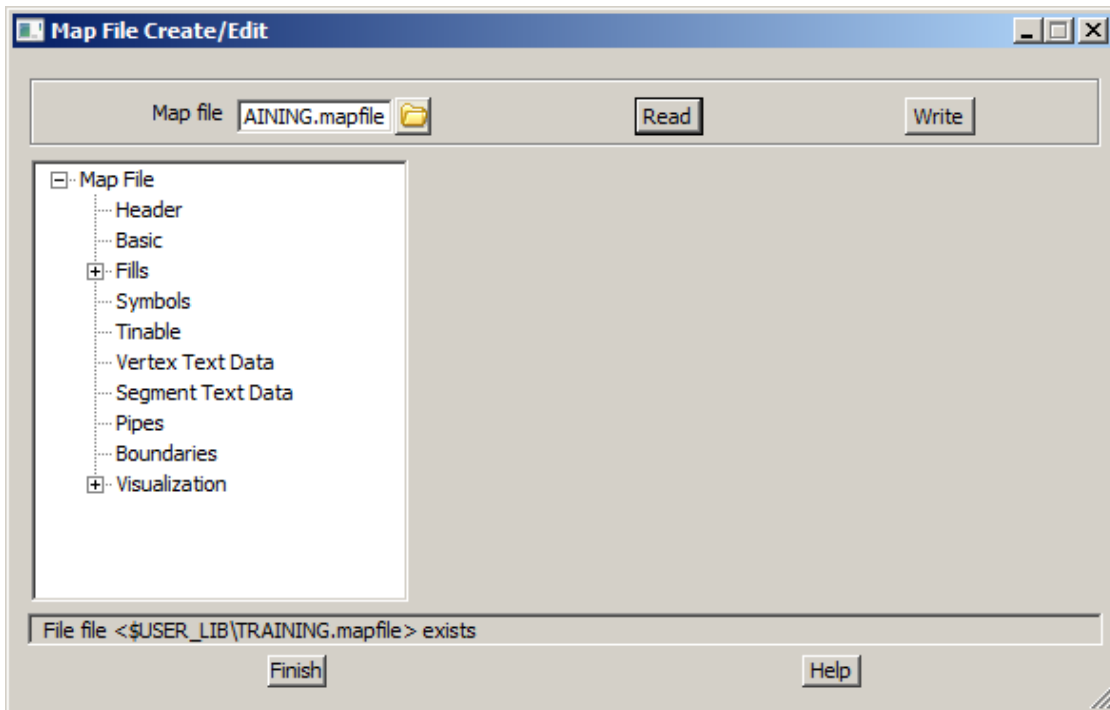 Map File Create/Edit
Map file AINING.mapfile Read Write
Map File
Header
Basic
Fills
Symbols
Tinable
Vertex Text Data
Segment Text Data
Pipes
Boundaries
Visualization
File file <$USER_LIB\TRAINING.mapfile> exists
Finish Help